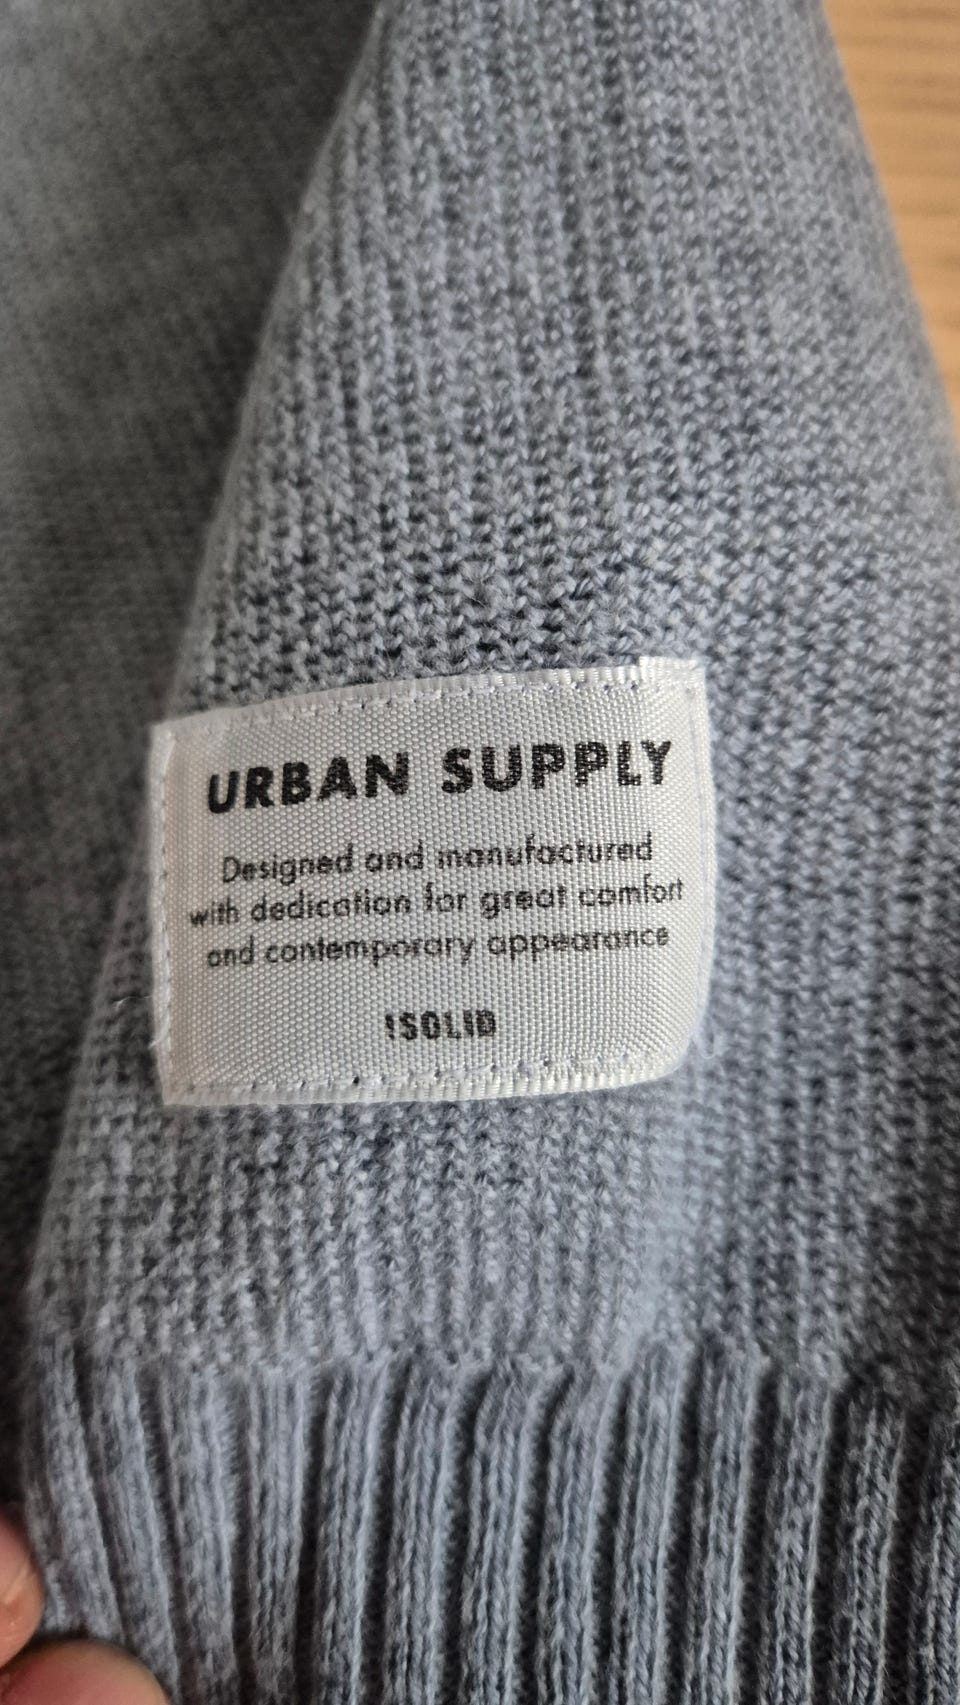 URBAN SUPPLY
Designed and manufactured
with dedication for great comfort
and contemporary appearance
!SOLID